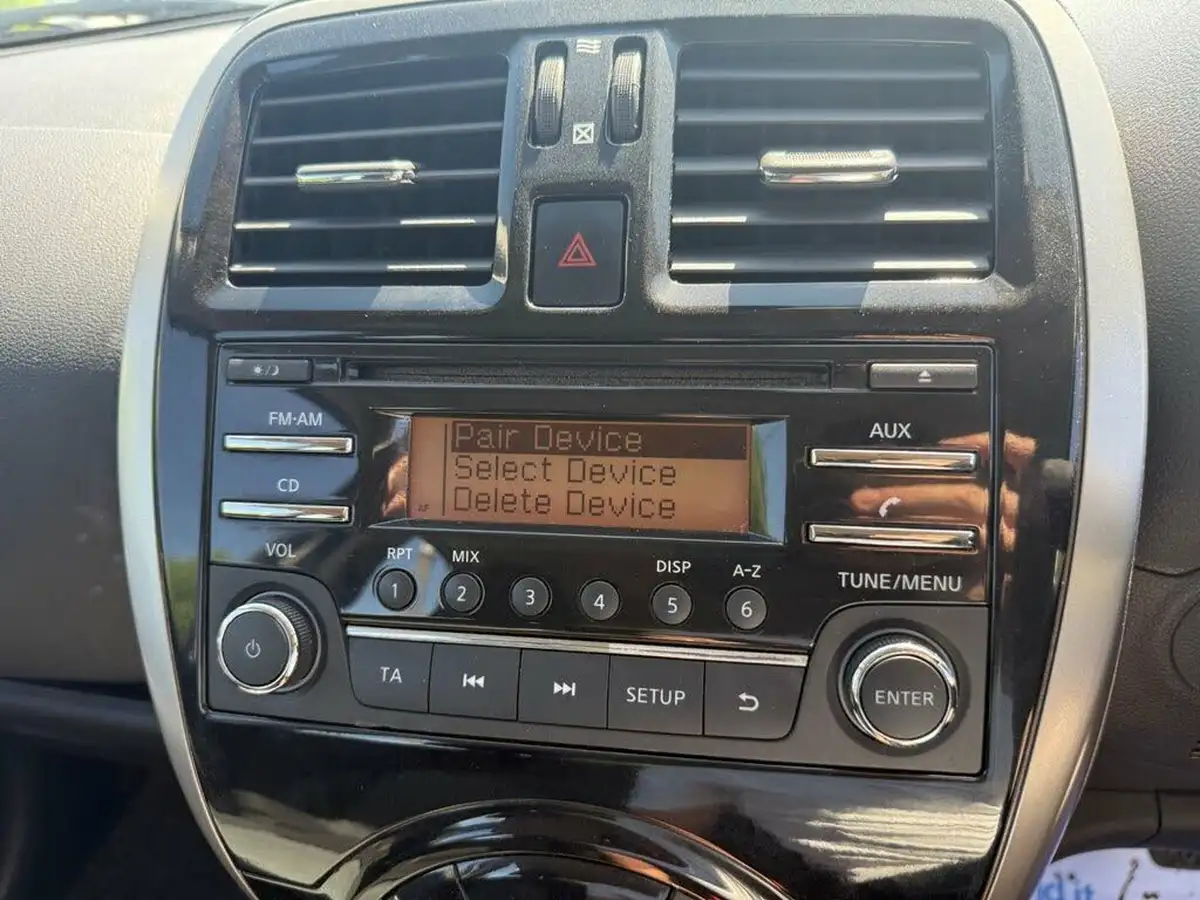 FM·AM
CD
VOL
AF
Pair Device
Select Device
Delete Device
AUX
RPT
MIX
DISP
A-Z
TUNE/MENU
1
2
3
4
5
6
TA
SETUP
ENTER